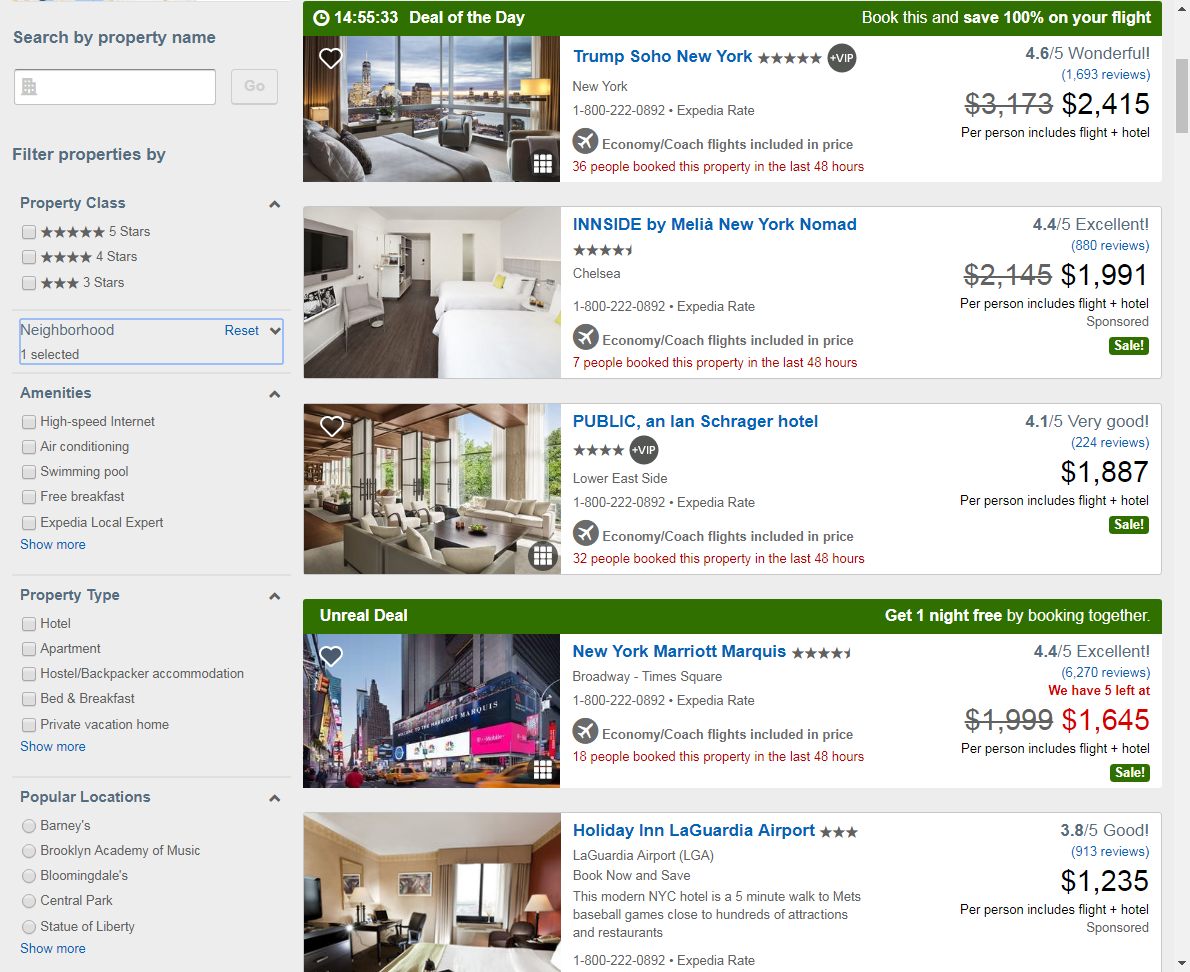 Search by property name
Go
Filter properties by
Property Class
5 Stars
4 Stars
3 Stars
Neighborhood Reset
1 selected
Amenities
High-speed Internet
Air conditioning
Swimming pool
Free breakfast
Expedia Local Expert
Show more
Property Type
Hotel
Apartment
Hostel/Backpacker accommodation
Bed & Breakfast
Private vacation home
Show more
Popular Locations
Barney's
Brooklyn Academy of Music
Bloomingdale's
Central Park
Statue of Liberty
Show more
14:55:33 Deal of the Day
Book this and save 100% on your flight
Trump Soho New York +VIP
New York
1-800-222-0892 • Expedia Rate
Economy/Coach flights included in price
36 people booked this property in the last 48 hours
4.6/5 Wonderful!
(1,693 reviews)
$3,173 $2,415
Per person includes flight + hotel
INNSIDE by Melià New York Nomad
Chelsea
1-800-222-0892 • Expedia Rate
Economy/Coach flights included in price
7 people booked this property in the last 48 hours
4.4/5 Excellent!
(880 reviews)
$2,145 $1,991
Per person includes flight + hotel
Sponsored
Sale!
PUBLIC, an Ian Schrager hotel
+VIP
Lower East Side
1-800-222-0892 • Expedia Rate
Economy/Coach flights included in price
32 people booked this property in the last 48 hours
4.1/5 Very good!
(224 reviews)
$1,887
Per person includes flight + hotel
Sale!
Unreal Deal
Get 1 night free by booking together.
WELCOME TO THE MARRIOTT MARQUIS
New York Marriott Marquis
Broadway - Times Square
1-800-222-0892 • Expedia Rate
Economy/Coach flights included in price
18 people booked this property in the last 48 hours
4.4/5 Excellent!
(6,270 reviews)
We have 5 left at
$1,999 $1,645
Per person includes flight + hotel
Sale!
Holiday Inn LaGuardia Airport
LaGuardia Airport (LGA)
Book Now and Save
This modern NYC hotel is a 5 minute walk to Mets
baseball games close to hundreds of attractions
and restaurants
1-800-222-0892 • Expedia Rate
3.8/5 Good!
(913 reviews)
$1,235
Per person includes flight + hotel
Sponsored